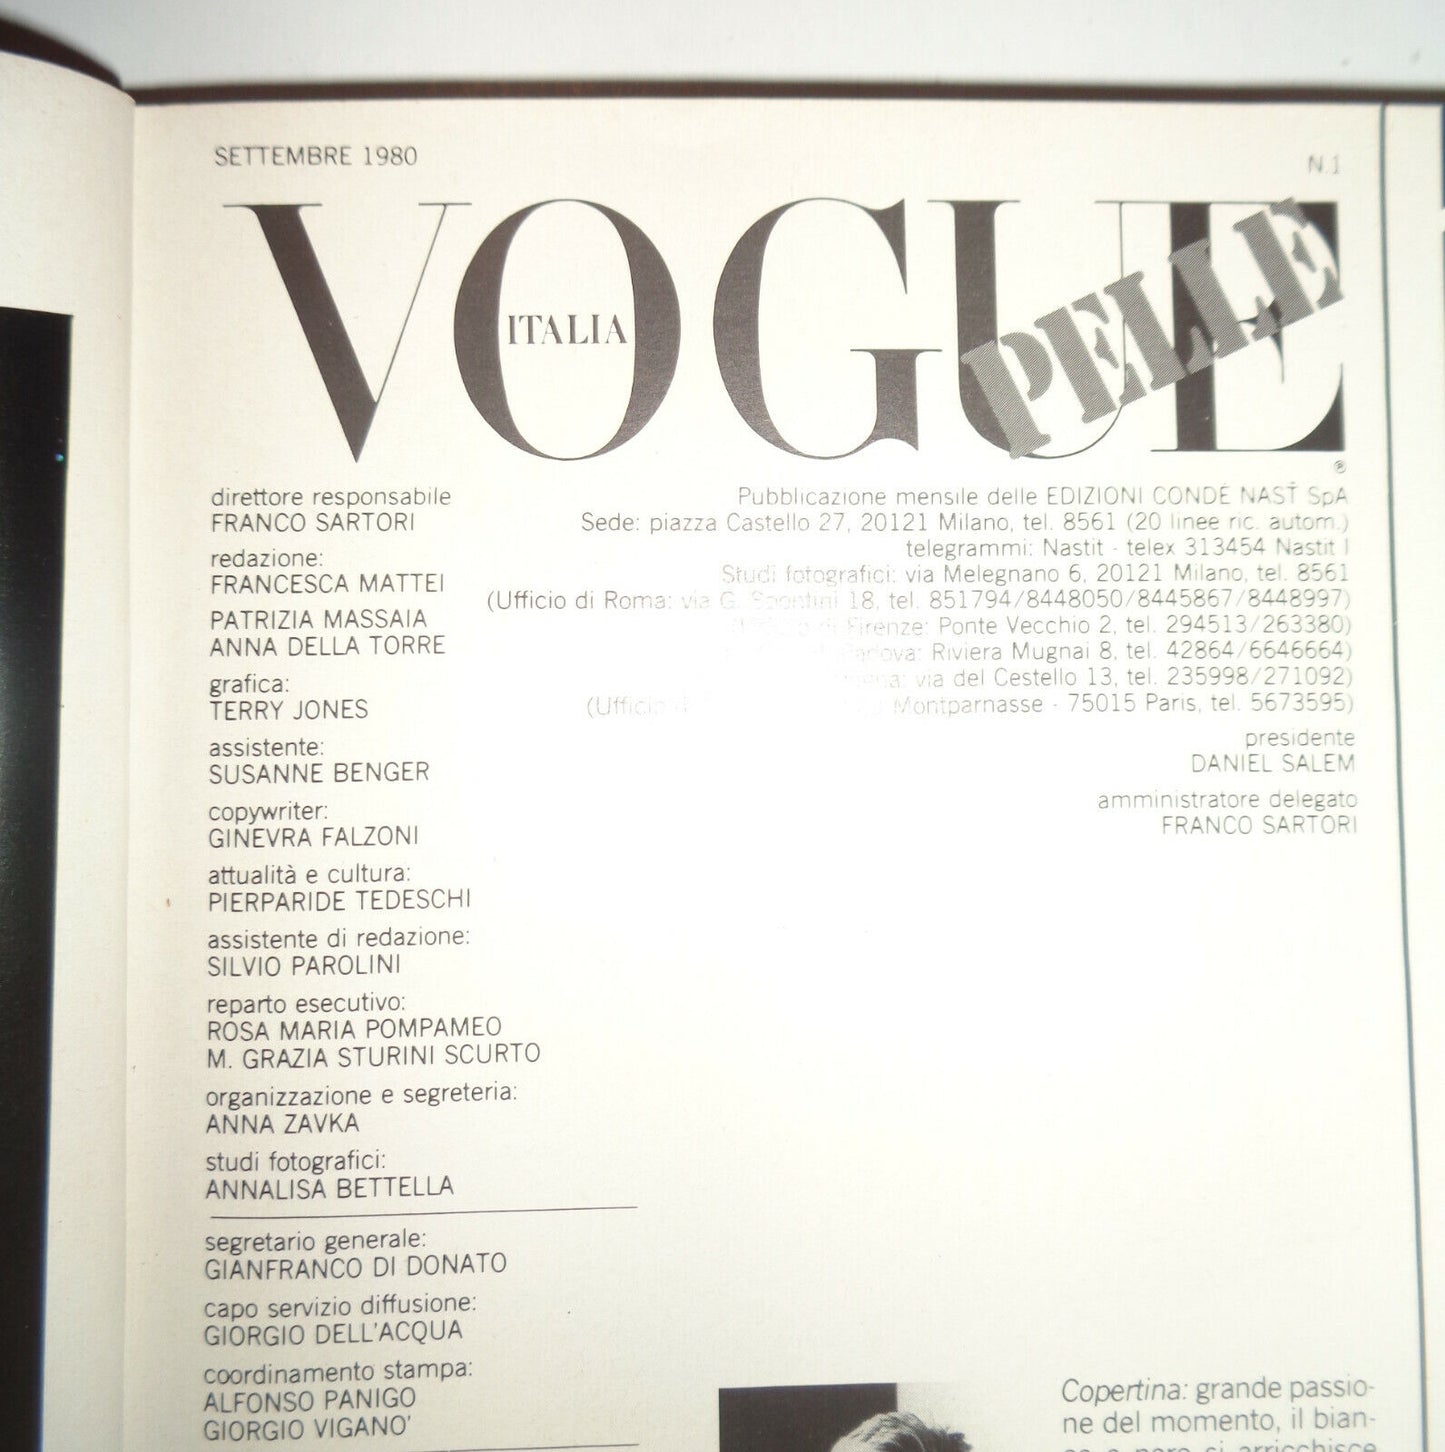 SETTEMBRE 1980
N.1
VOGUE
ITALIA
PELLE
®
direttore responsabile
FRANCO SARTORI
redazione:
FRANCESCA MATTEI
PATRIZIA MASSAIA
ANNA DELLA TORRE
grafica:
TERRY JONES
assistente:
SUSANNE BENGER
copywriter:
GINEVRA FALZONI
attualità e cultura:
PIERPARIDE TEDESCHI
assistente di redazione:
SILVIO PAROLINI
reparto esecutivo:
ROSA MARIA POMPAMEO
M. GRAZIA STURINI SCURTO
organizzazione e segreteria:
ANNA ZAVKA
studi fotografici:
ANNALISA BETTELLA
segretario generale:
GIANFRANCO DI DONATO
capo servizio diffusione:
GIORGIO DELL'ACQUA
coordinamento stampa:
ALFONSO PANIGO
GIORGIO VIGANO'
Pubblicazione mensile delle EDIZIONI CONDÉ NAST SpA
Sede: piazza Castello 27, 20121 Milano, tel. 8561 (20 linee ric. autom.)
telegrammi: Nastit - telex 313454 Nastit I
Studi fotografici: via Melegnano 6, 20121 Milano, tel. 8561
(Ufficio di Roma: via G. Spontini 18, tel. 851794/8448050/8445867/8448997)
di Firenze: Ponte Vecchio 2, tel. 294513/263380)
Padova: Riviera Mugnai 8, tel. 42864/6646664)
via del Cestello 13, tel. 235998/271092)
(Ufficio Montparnasse - 75015 Paris, tel. 5673595)
presidente
DANIEL SALEM
amministratore delegato
FRANCO SARTORI
Copertina: grande passio-
ne del momento, il bian-
co e nero si arricchisce